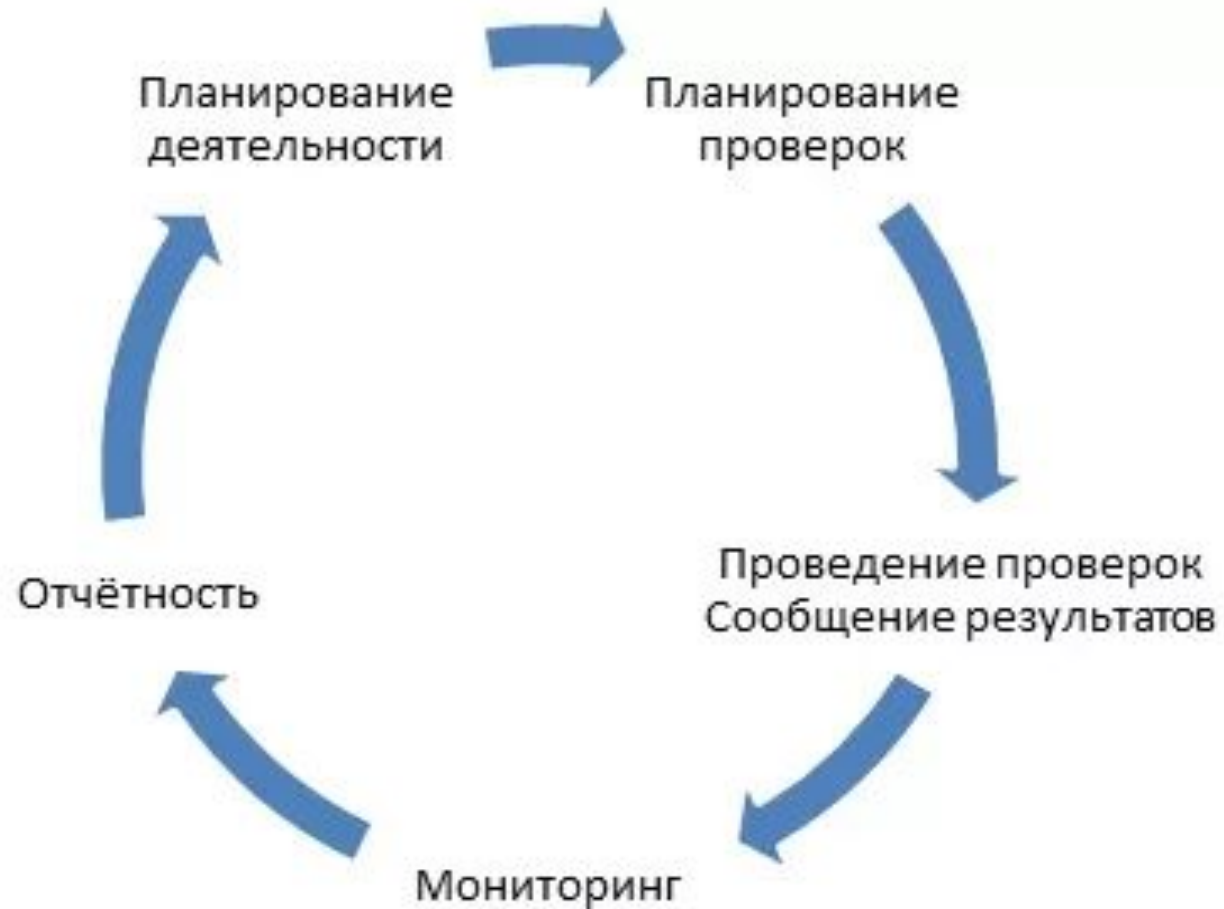 Планирование
деятельности
Планирование
проверок
Проведение проверок
Сообщение результатов
Мониторинг
Отчётность